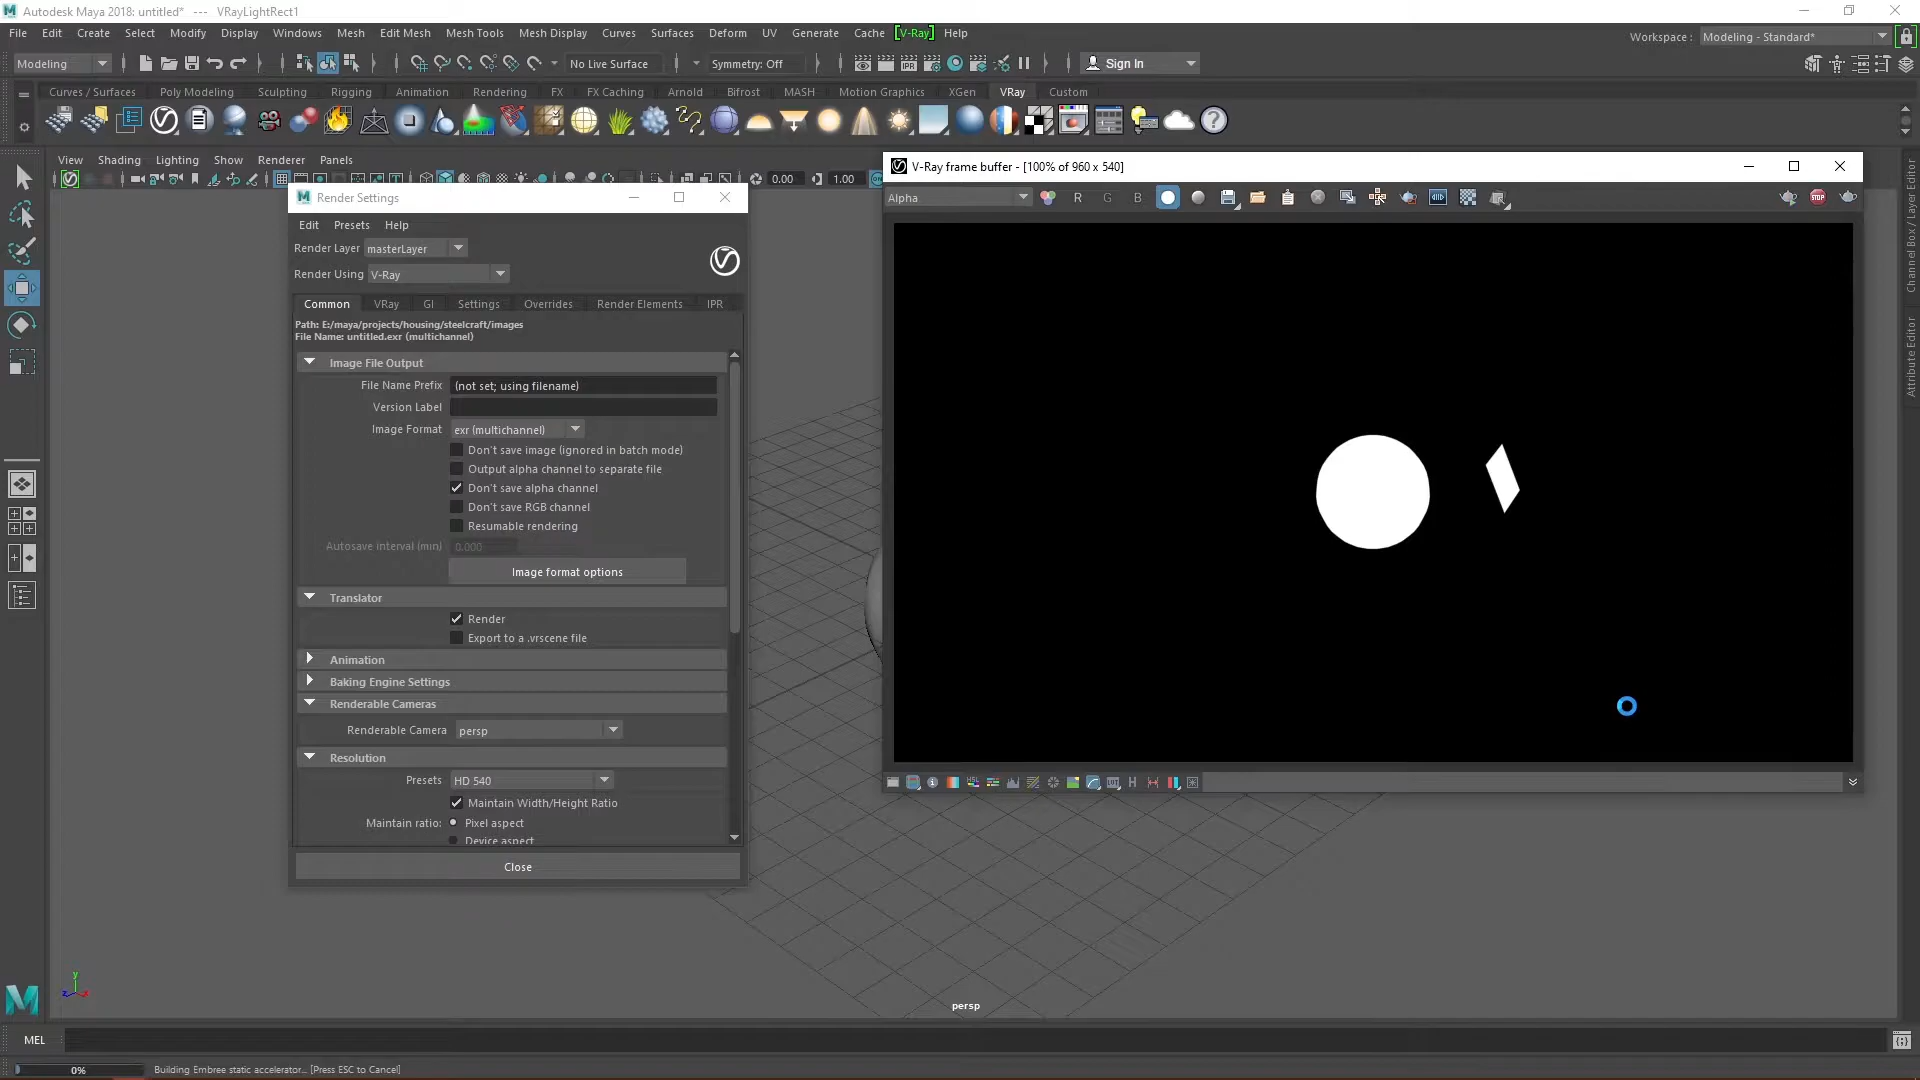 Autodesk Maya 2018: untitled*   ---   VRayLightRect1
File Edit Create Select Modify Display Windows Mesh Edit Mesh Mesh Tools Mesh Display Curves Surfaces Deform UV Generate Cache [V-Ray] Help
Workspace : Modeling - Standard*
Modeling No Live Surface Symmetry: Off IPR Sign In
Curves / Surfaces Poly Modeling Sculpting Rigging Animation Rendering FX FX Caching Arnold Bifrost MASH Motion Graphics XGen VRay Custom
View Shading Lighting Show Renderer Panels
0.00 1.00
V-Ray frame buffer - [100% of 960 x 540]
Alpha R G B STOP
Render Settings
Edit Presets Help
Render Layer masterLayer
Render Using V-Ray
Common VRay GI Settings Overrides Render Elements IPR
Path: E:/maya/projects/housing/steelcraft/images
File Name: untitled.exr (multichannel)
Image File Output
File Name Prefix (not set; using filename)
Version Label
Image Format exr (multichannel)
Don't save image (ignored in batch mode)
Output alpha channel to separate file
Don't save alpha channel
Don't save RGB channel
Resumable rendering
Autosave interval (min) 0.000
Image format options
Translator
Render
Export to a .vrscene file
Animation
Baking Engine Settings
Renderable Cameras
Renderable Camera persp
Resolution
Presets HD 540
Maintain Width/Height Ratio
Maintain ratio: Pixel aspect
Device aspect
Close
Channel Box / Layer Editor
Attribute Editor
y
z x
persp
MEL
0% Building Embree static accelerator... [Press ESC to Cancel]